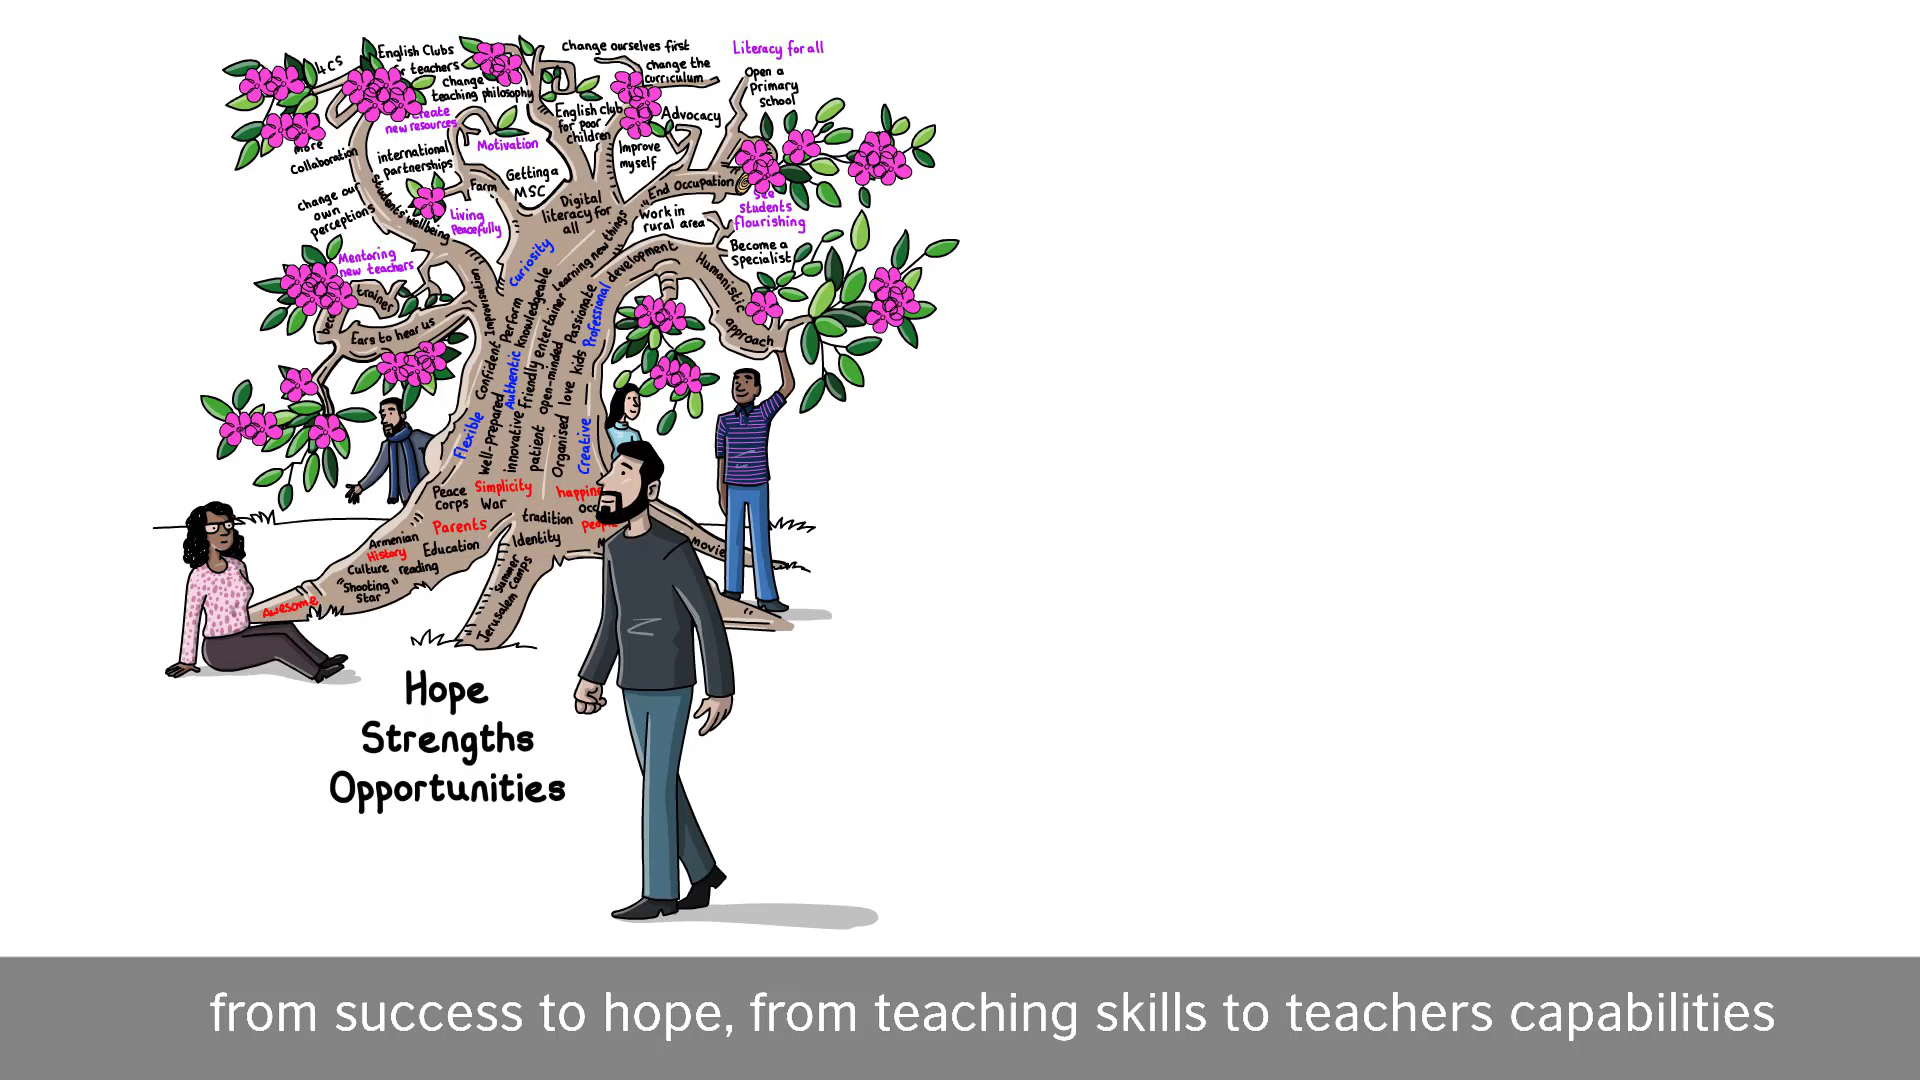 4CS
English Clubs
teachers
change
teaching philosophy
create
new resources
more
Collaboration
international
partnerships
Motivation
change our
own
perceptions
Students' wellbeing
Farm
Getting a
MSC
Living
Peacefully
Mentoring
new teachers
trainer
Ears to hear us
change ourselves first
change the
curriculum
Literacy for all
Open a
Primary
School
English club
for poor
children
Advocacy
Improve
myself
End Occupation
see
students
flourishing
Work in
rural area
Become a
Specialist
Digital
literacy for
all
Humanistic
approach
Professional development
Learning new things
Curiosity
Improvisation
Perform
Knowledgeable
Confident
Authentic
Friendly entertainer
Passionate
open-minded
love kids
Flexible
Well-prepared
innovative
patient
Organised
Creative
Peace
Corps
Simplicity
War
Parents
tradition
Armenian
History
Education
Identity
Culture
reading
"Shooting"
Star
Awesome
Summer
Camps
Jerusalem
movie
Hope
Strengths
Opportunities
from success to hope, from teaching skills to teachers capabilities